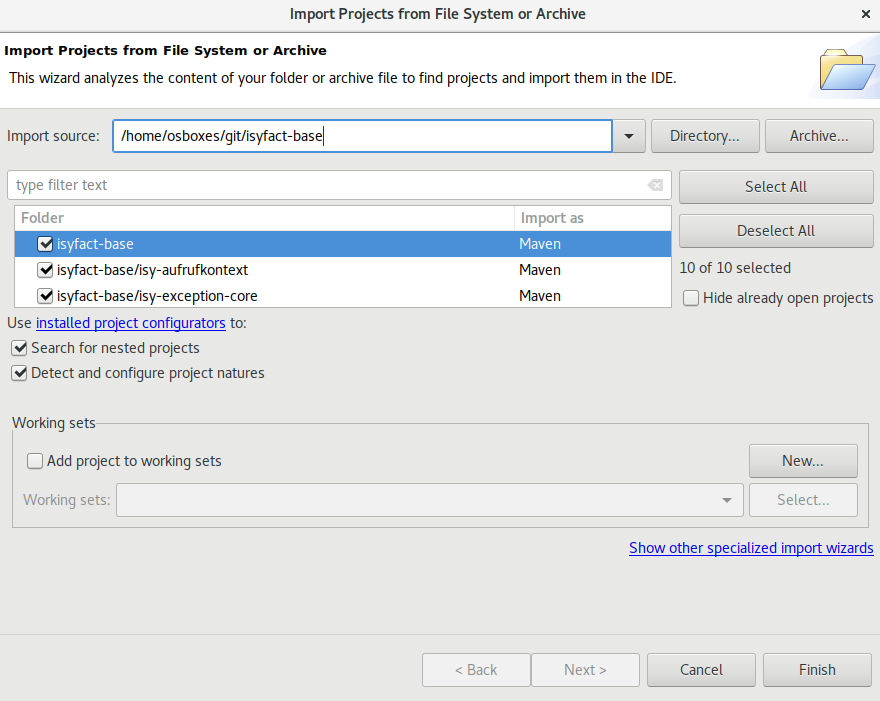 Import Projects from File System or Archive
Import Projects from File System or Archive
This wizard analyzes the content of your folder or archive file to find projects and import them in the IDE.
Import source: /home/osboxes/git/isyfact-base Directory... Archive...
type filter text Select All
Folder Import as
Deselect All
isyfact-base Maven
isyfact-base/isy-aufrufkontext Maven 10 of 10 selected
isyfact-base/isy-exception-core Maven Hide already open projects
Use installed project configurators to:
Search for nested projects
Detect and configure project natures
Working sets
Add project to working sets New...
Working sets: Select...
Show other specialized import wizards
< Back Next > Cancel Finish